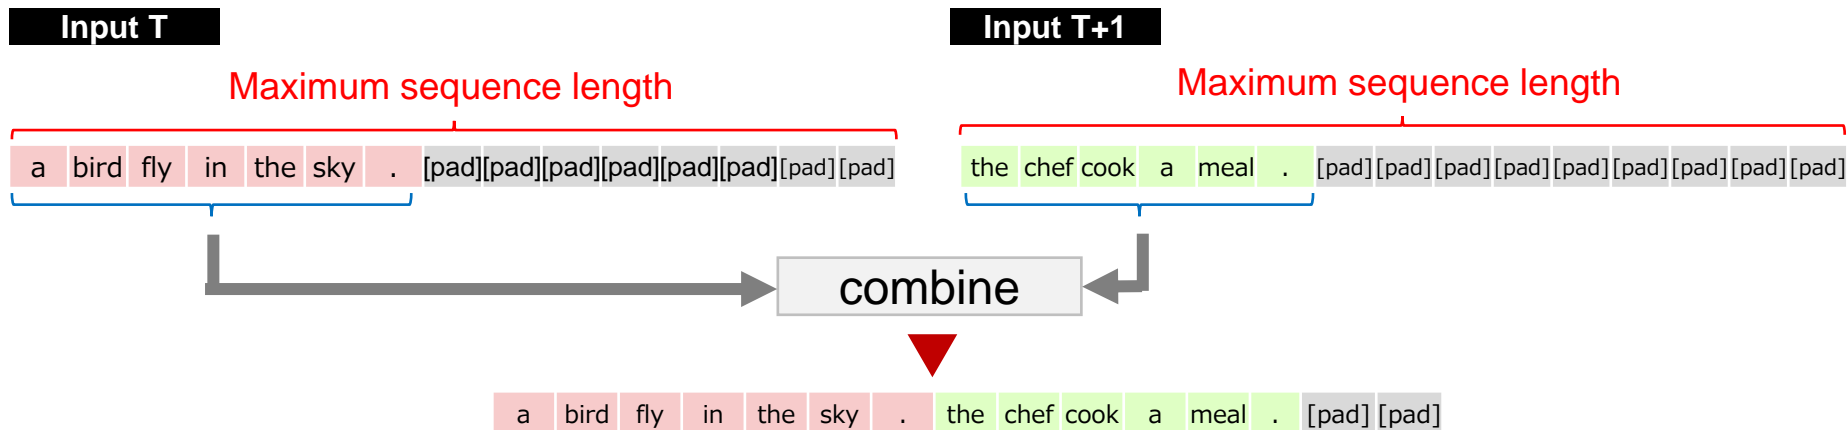 Input T
Input T+1
Maximum sequence length
Maximum sequence length
a bird fly in the sky . [pad] [pad] [pad] [pad] [pad] [pad] [pad] [pad]
the chef cook a meal . [pad] [pad] [pad] [pad] [pad] [pad] [pad] [pad] [pad]
combine
a bird fly in the sky . the chef cook a meal . [pad] [pad]